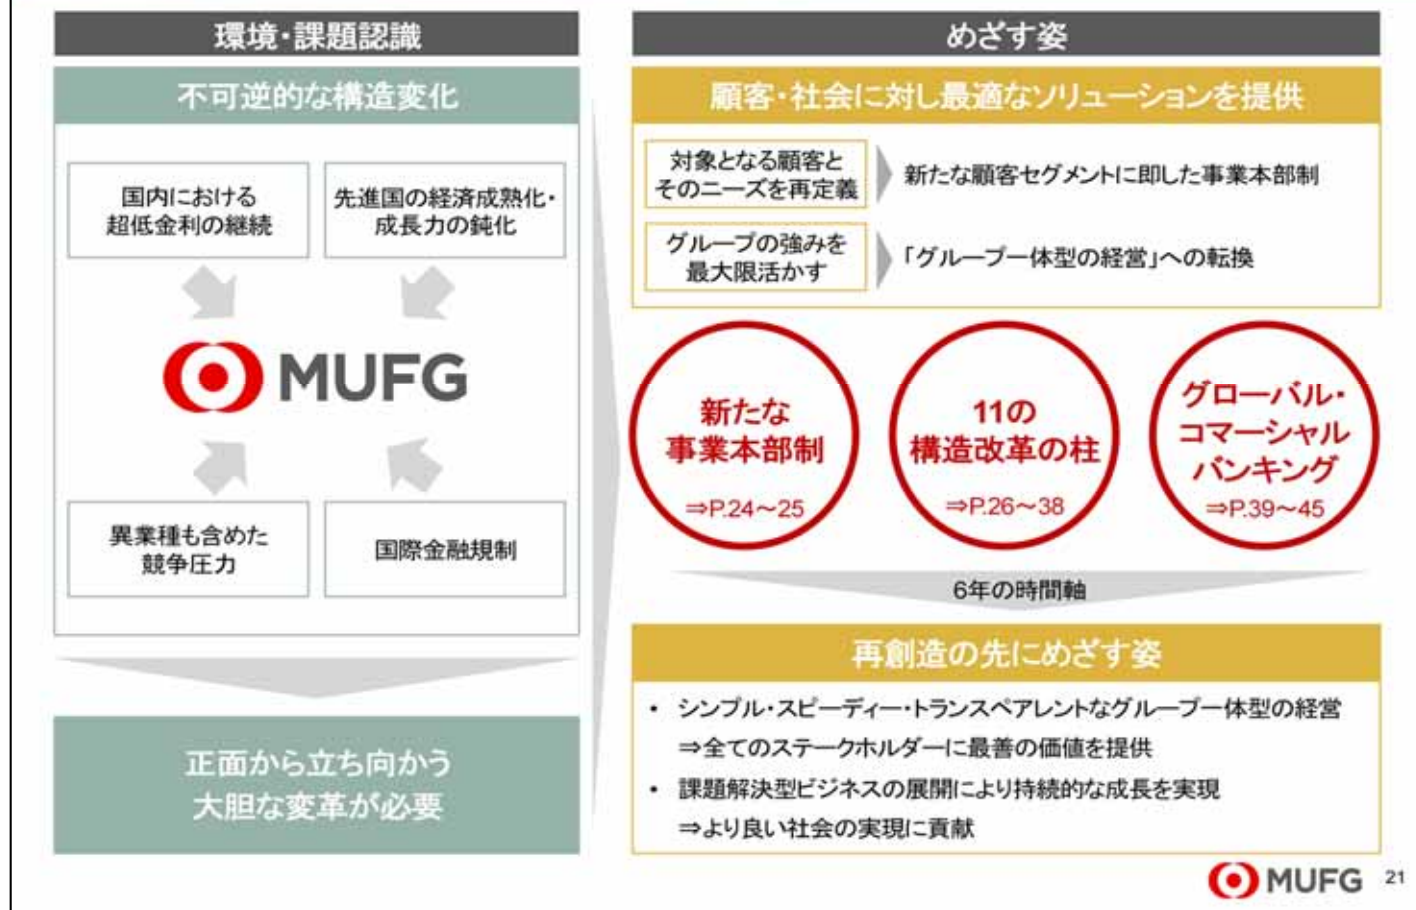 環境・課題認識
不可逆的な構造変化
国内における
超低金利の継続
先進国の経済成熟化・
成長力の鈍化
MUFG
異業種も含めた
競争圧力
国際金融規制
正面から立ち向かう
大胆な変革が必要
めざす姿
顧客・社会に対し最適なソリューションを提供
対象となる顧客と
そのニーズを再定義
新たな顧客セグメントに即した事業本部制
グループの強みを
最大限活かす
「グループ一体型の経営」への転換
新たな
事業本部制
⇒P.24～25
11の
構造改革の柱
⇒P.26～38
グローバル・
コマーシャル
バンキング
⇒P.39～45
6年の時間軸
再創造の先にめざす姿
• シンプル・スピーディー・トランスペアレントなグループ一体型の経営
⇒全てのステークホルダーに最善の価値を提供
• 課題解決型ビジネスの展開により持続的な成長を実現
⇒より良い社会の実現に貢献
MUFG 21